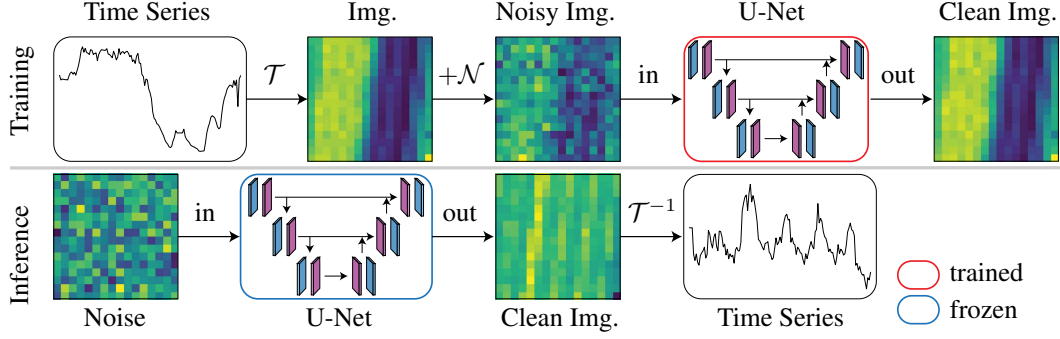 Time Series
Img.
Noisy Img.
U-Net
Clean Img.
Training
𝒯
+𝒩
in
out
Inference
in
out
𝒯⁻¹
Noise
U-Net
Clean Img.
Time Series
trained
frozen